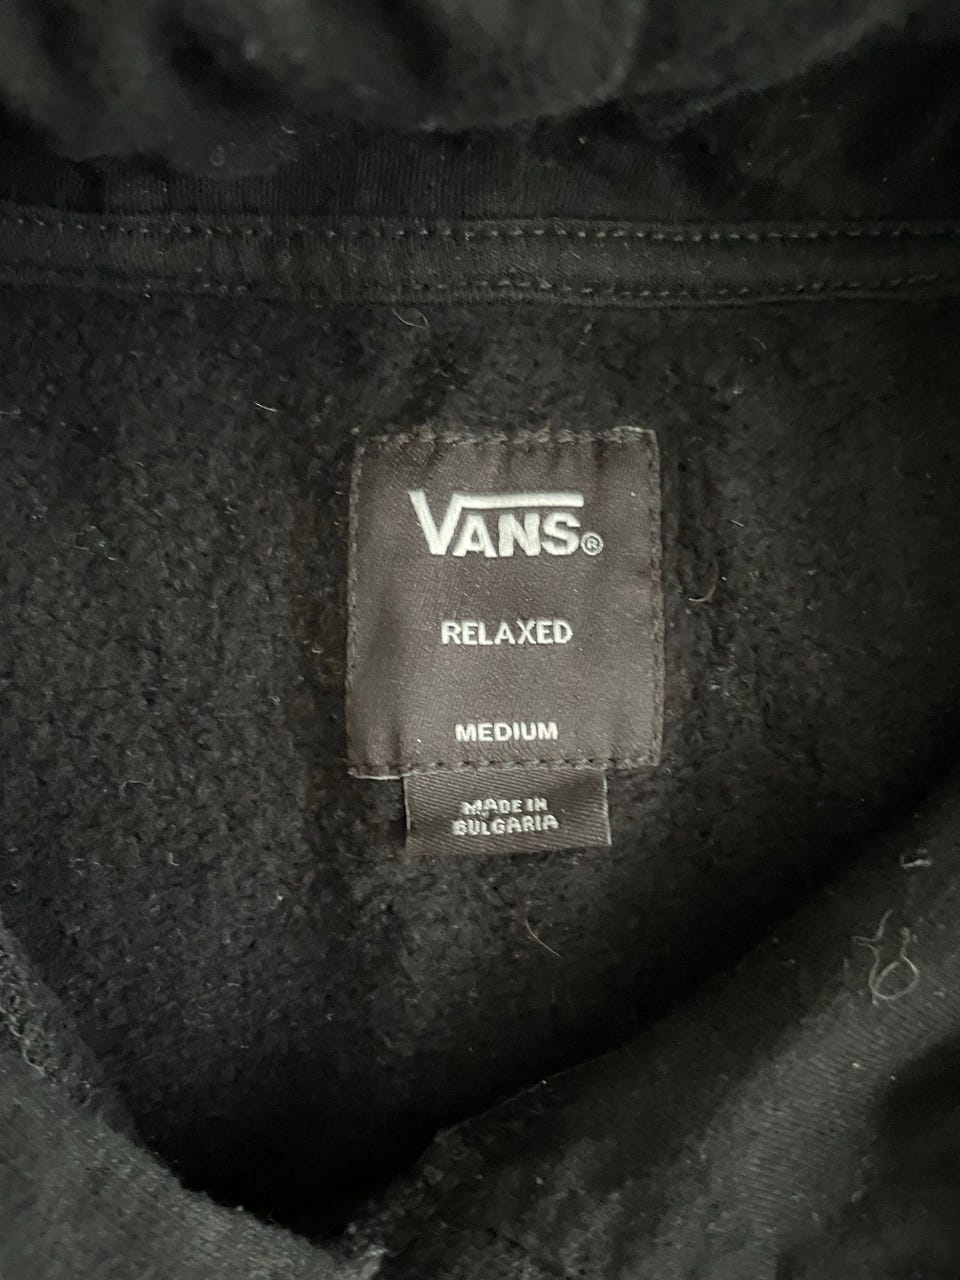 VANS®
RELAXED
MEDIUM
MADE IN
BULGARIA